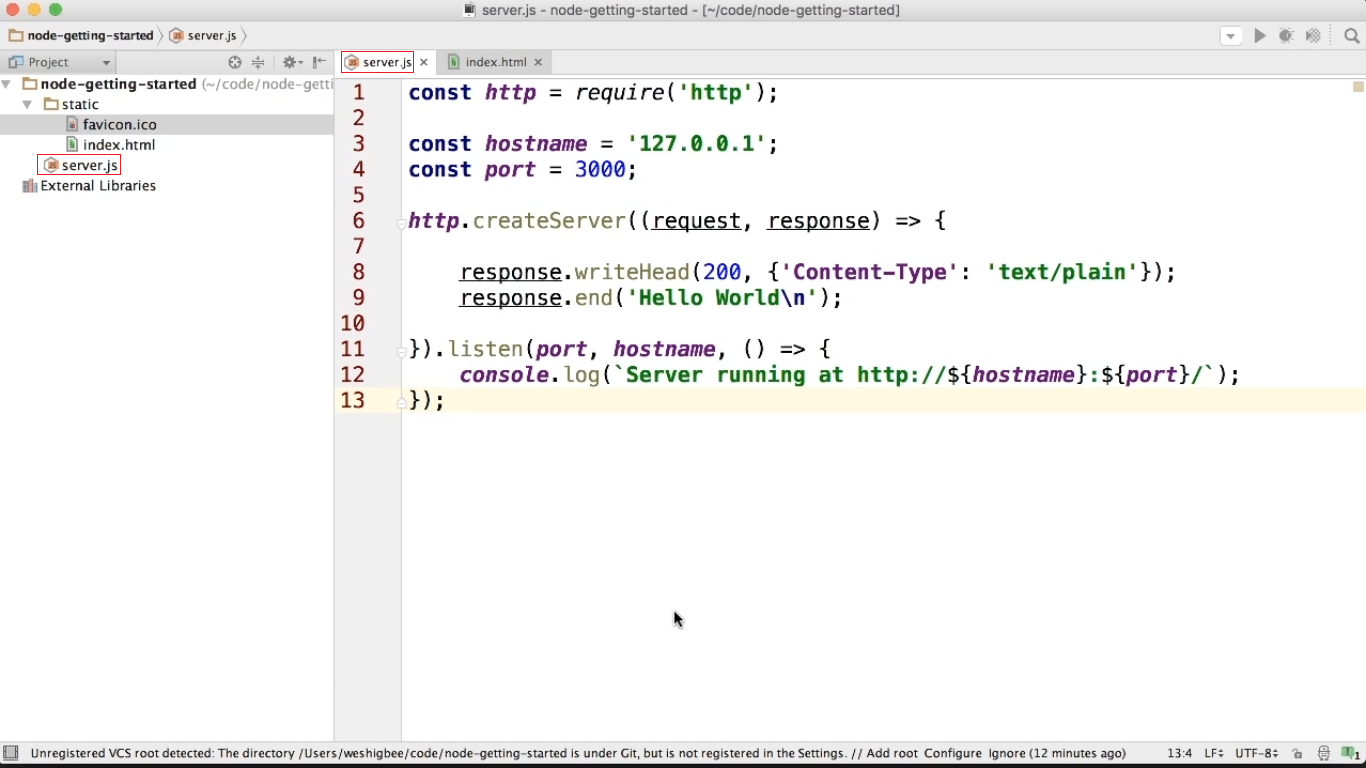 server.js - node-getting-started - [~/code/node-getting-started]
node-getting-started server.js
Project
server.js index.html
node-getting-started (~/code/node-getti
static
favicon.ico
index.html
server.js
External Libraries
1 const http = require('http');
2
3 const hostname = '127.0.0.1';
4 const port = 3000;
5
6 http.createServer((request, response) => {
7
8 response.writeHead(200, {'Content-Type': 'text/plain'});
9 response.end('Hello World\n');
10
11 }).listen(port, hostname, () => {
12 console.log(`Server running at http://${hostname}:${port}/`);
13 });
Unregistered VCS root detected: The directory /Users/weshigbee/code/node-getting-started is under Git, but is not registered in the Settings. // Add root Configure Ignore (12 minutes ago) 13:4 LF UTF-8 1